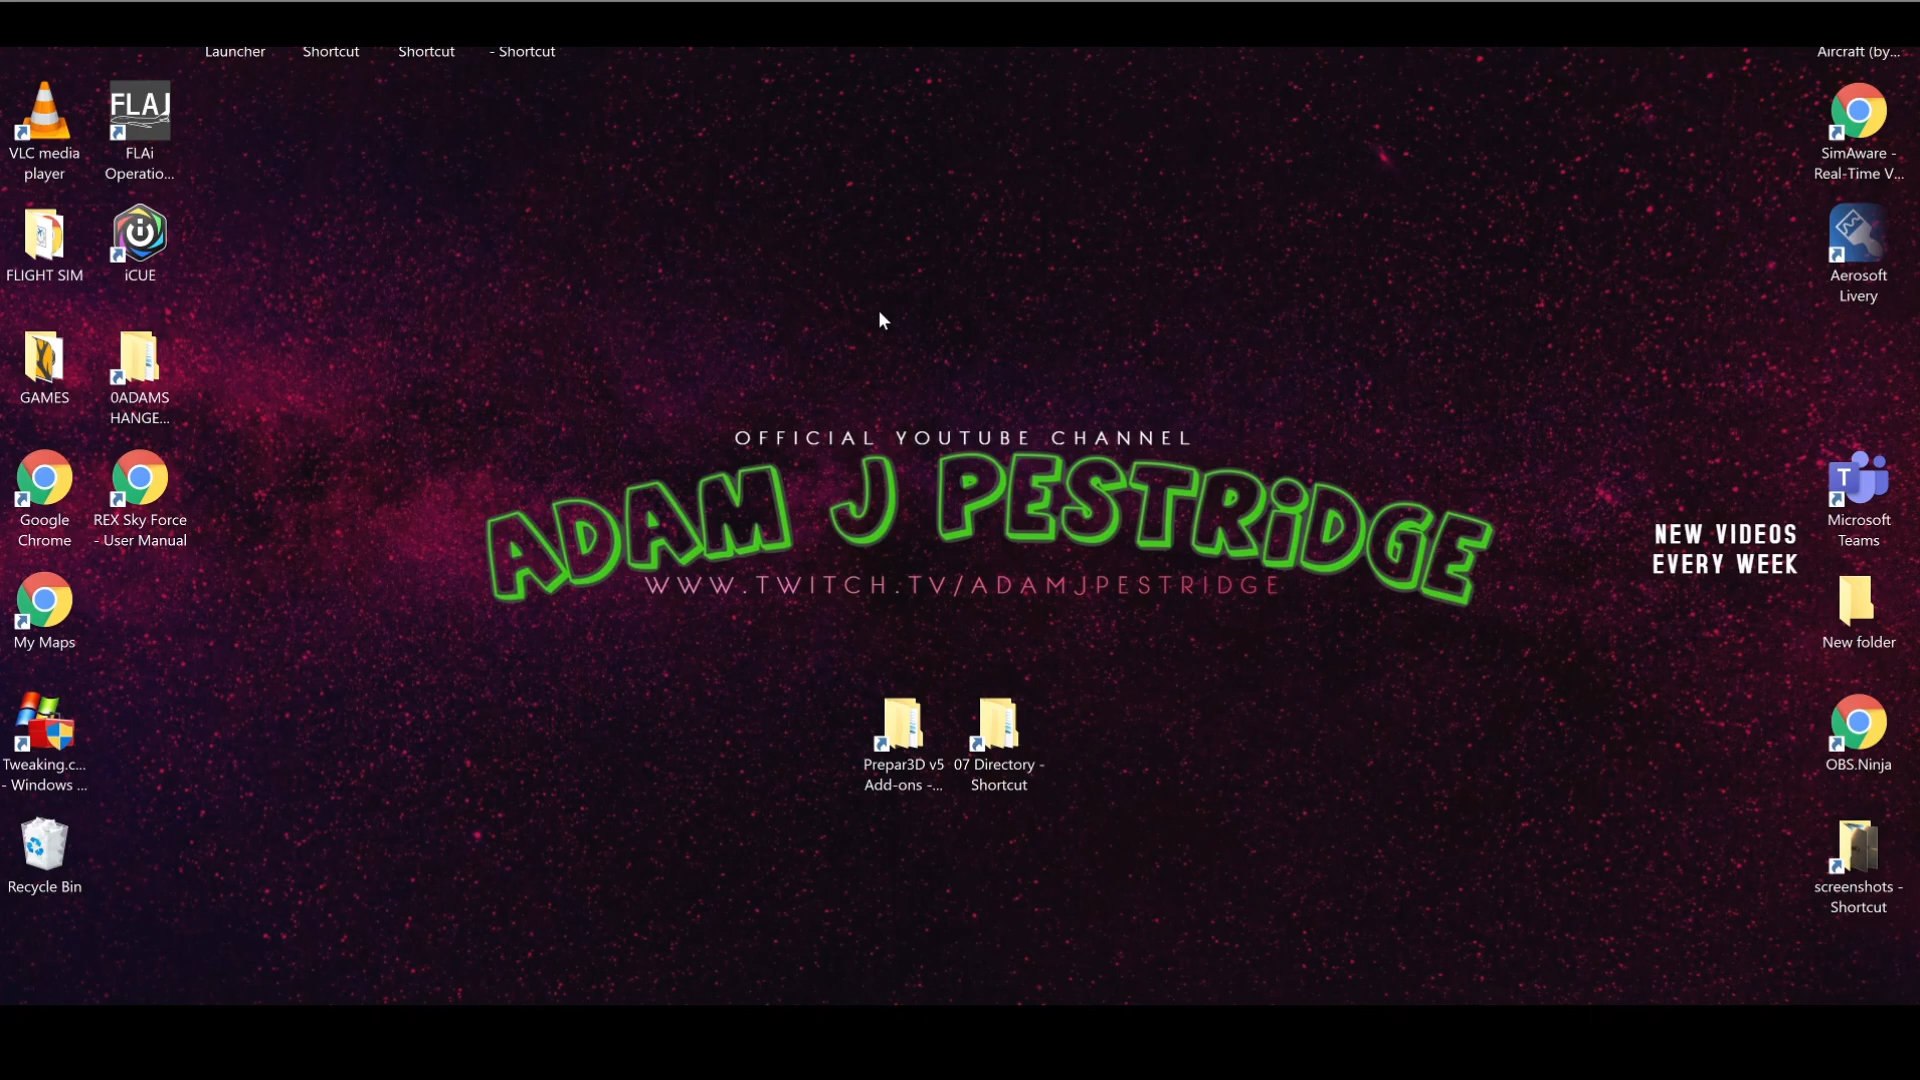 Launcher
Shortcut
Shortcut
- Shortcut
Aircraft (by...
VLC media
player
FLAi
FLAi
Operatio...
SimAware -
Real-Time V...
FLIGHT SIM
iCUE
Aerosoft
Livery
GAMES
0ADAMS
HANGE...
OFFICIAL YOUTUBE CHANNEL
ADAM J PESTRiDGE
WWW.TWITCH.TV/ADAMJPESTRIDGE
Google
Chrome
REX Sky Force
- User Manual
NEW VIDEOS
EVERY WEEK
T
Microsoft
Teams
My Maps
New folder
Tweaking.c...
- Windows ...
Prepar3D v5
Add-ons -...
07 Directory -
Shortcut
OBS.Ninja
Recycle Bin
screenshots -
Shortcut